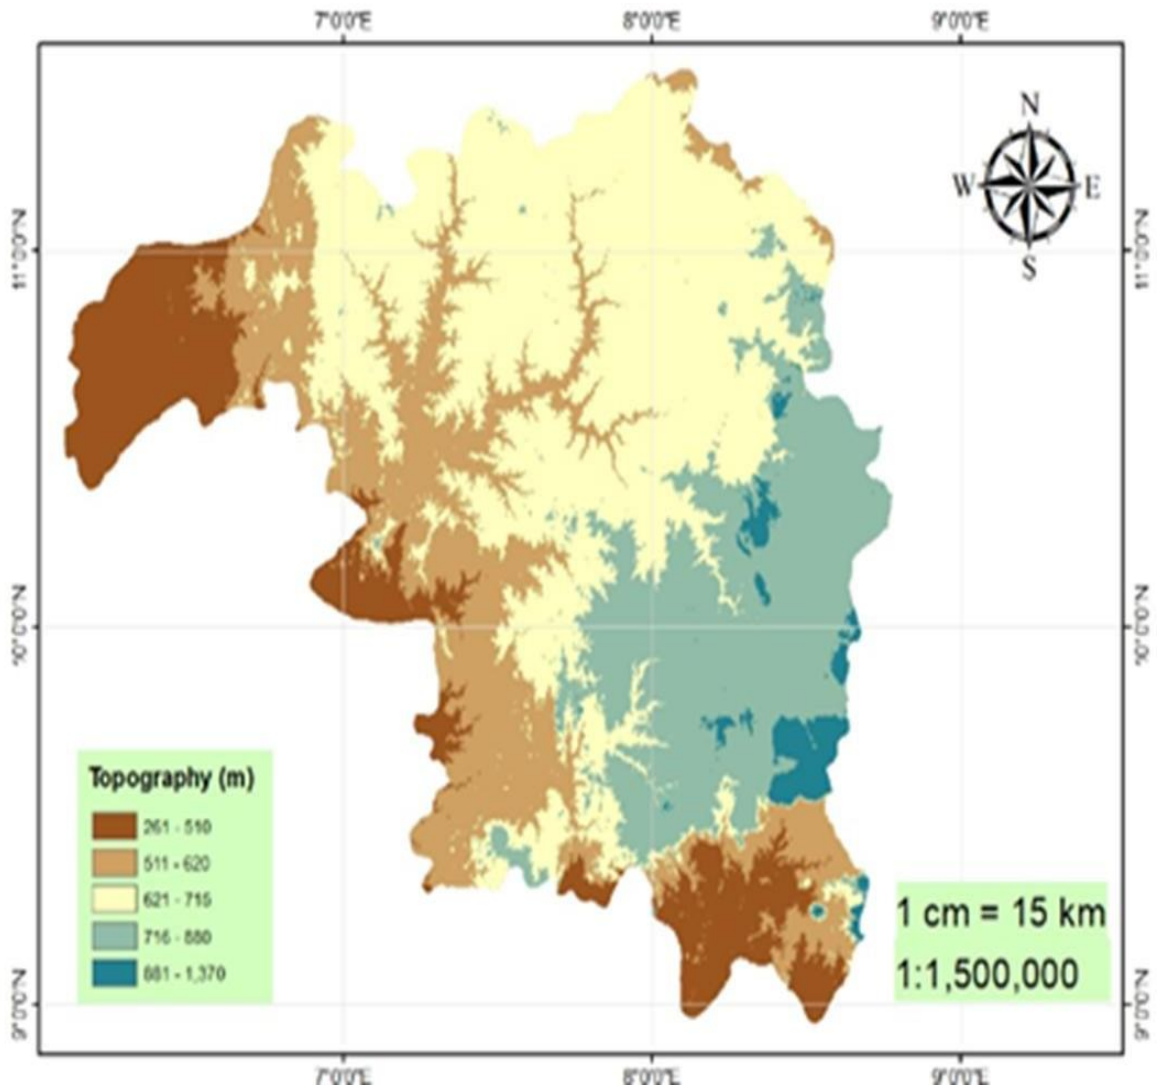 7°0'0"E 8°0'0"E 9°0'0"E
N
W E
S
11°0'0"N 11°0'0"N
10°0'0"N 10°0'0"N
Topography (m)
261 - 510
511 - 620
621 - 715
716 - 880
881 - 1,370
1 cm = 15 km
1:1,500,000
9°0'0"N 9°0'0"N
7°0'0"E 8°0'0"E 9°0'0"E